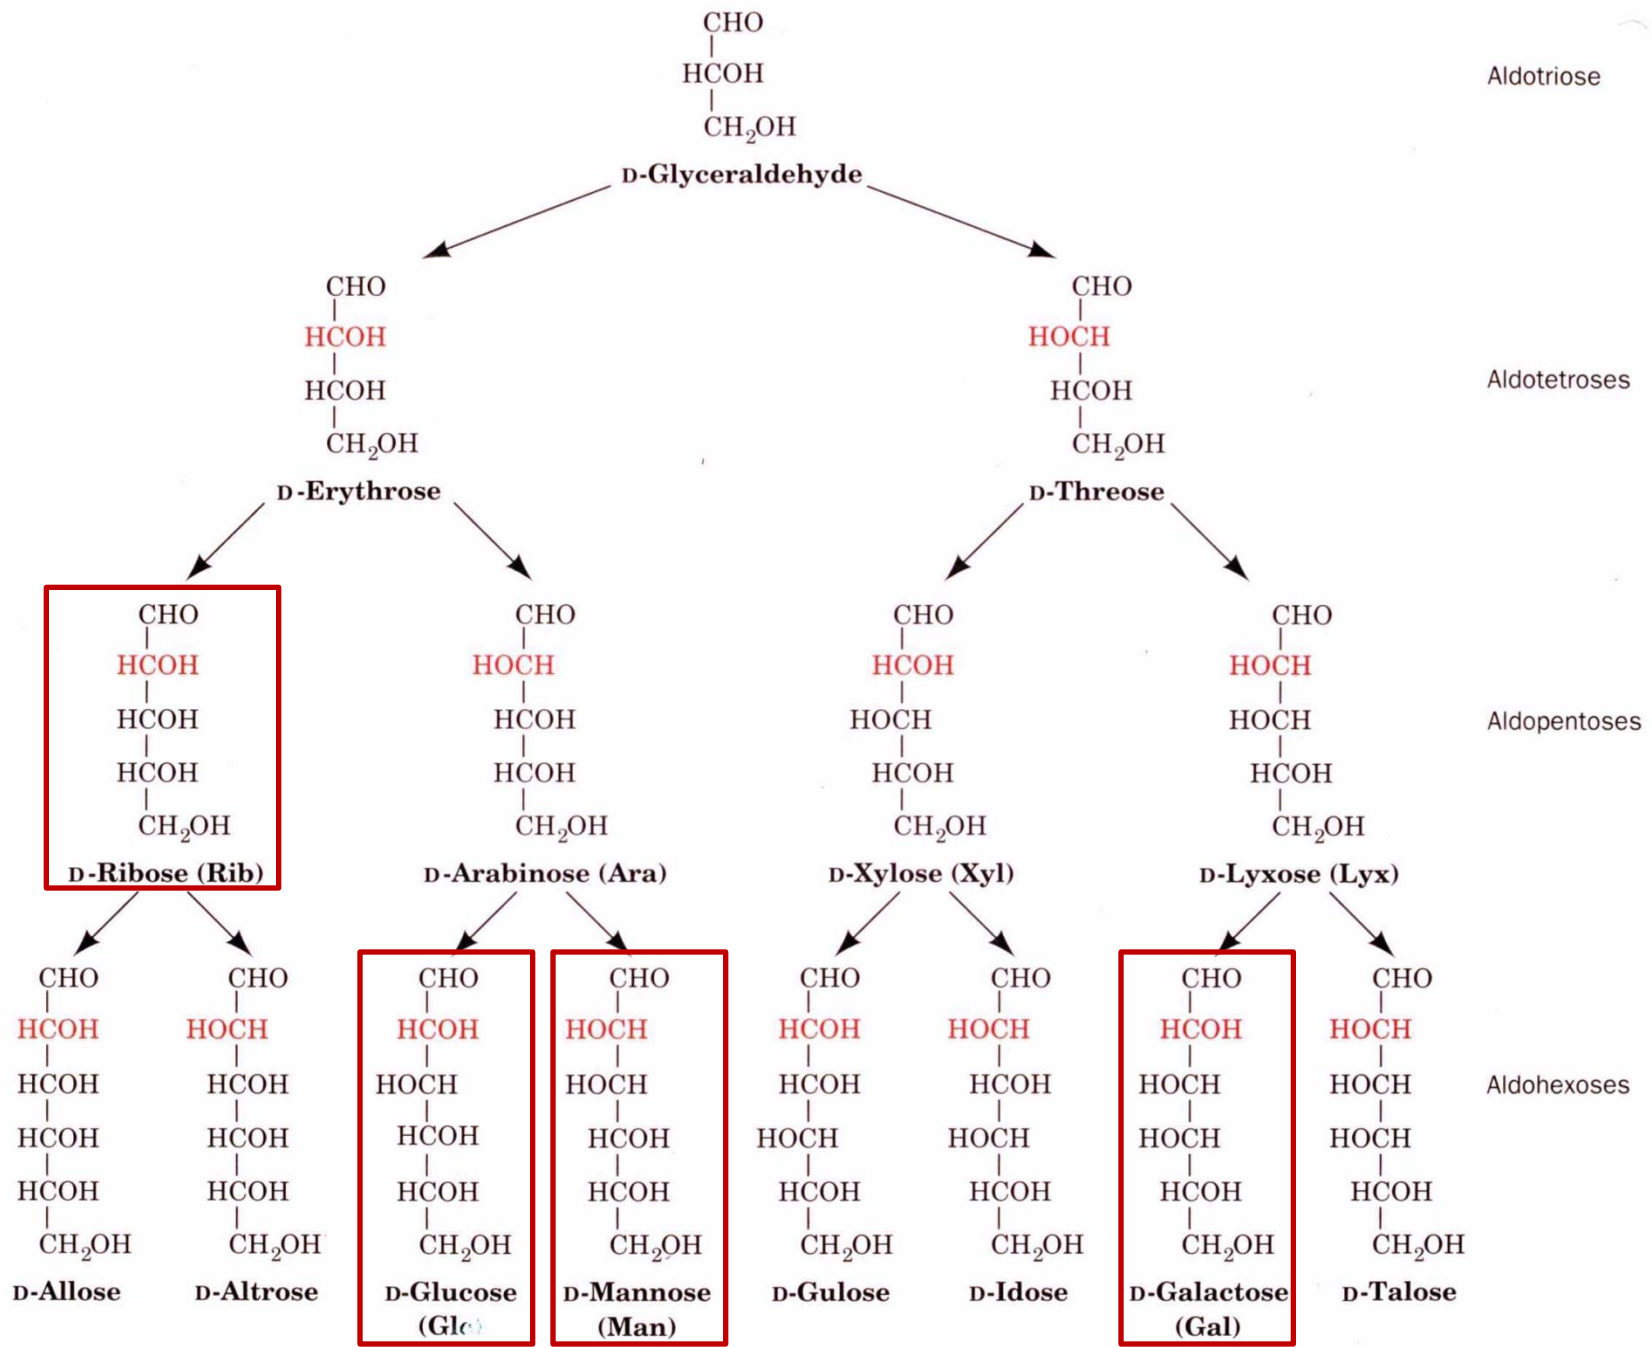 CHO
HCOH
CH₂OH
D-Glyceraldehyde
Aldotriose
CHO
HCOH
HCOH
CH₂OH
D-Erythrose
CHO
HOCH
HCOH
CH₂OH
D-Threose
Aldotetroses
CHO
HCOH
HCOH
HCOH
CH₂OH
D-Ribose (Rib)
CHO
HOCH
HCOH
HCOH
CH₂OH
D-Arabinose (Ara)
CHO
HCOH
HOCH
HCOH
CH₂OH
D-Xylose (Xyl)
CHO
HOCH
HOCH
HCOH
CH₂OH
D-Lyxose (Lyx)
Aldopentoses
CHO
HCOH
HCOH
HCOH
HCOH
CH₂OH
D-Allose
CHO
HOCH
HCOH
HCOH
HCOH
CH₂OH
D-Altrose
CHO
HCOH
HOCH
HCOH
HCOH
CH₂OH
D-Glucose
(Glc)
CHO
HOCH
HOCH
HCOH
HCOH
CH₂OH
D-Mannose
(Man)
CHO
HCOH
HCOH
HOCH
HCOH
CH₂OH
D-Gulose
CHO
HOCH
HCOH
HOCH
HCOH
CH₂OH
D-Idose
CHO
HCOH
HOCH
HOCH
HCOH
CH₂OH
D-Galactose
(Gal)
CHO
HOCH
HOCH
HOCH
HCOH
CH₂OH
D-Talose
Aldohexoses